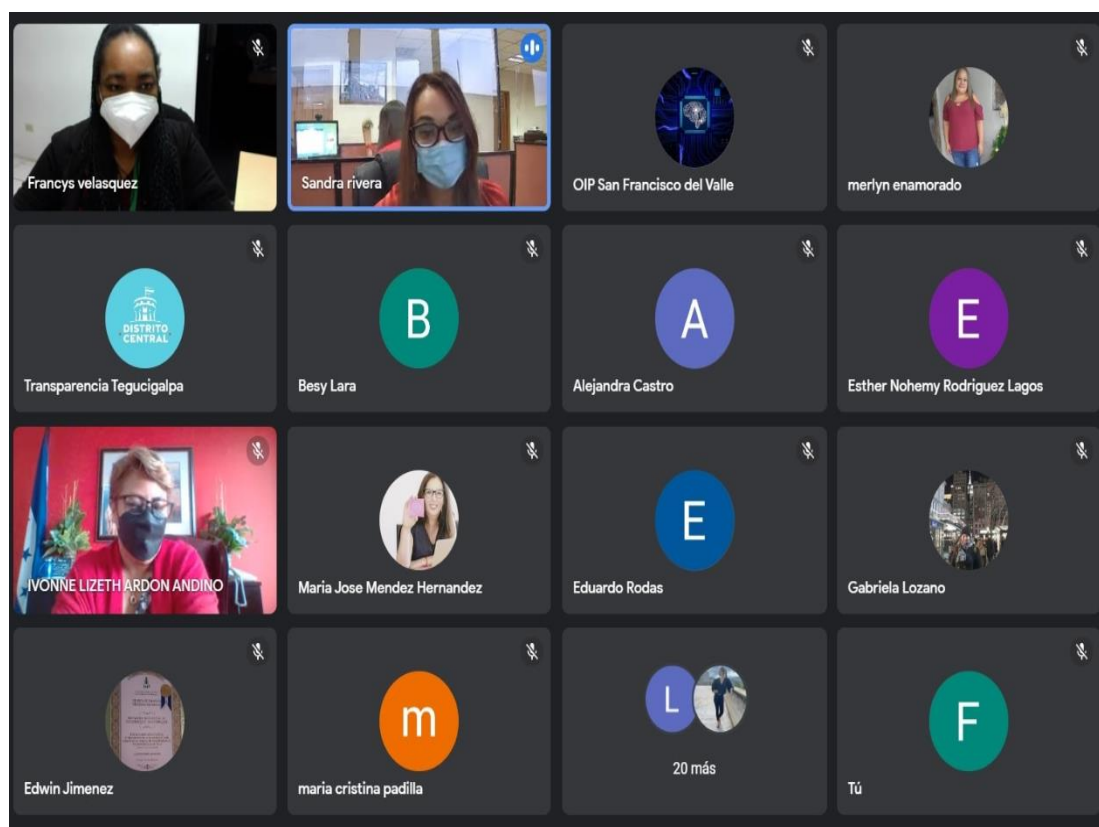 Francys velasquez
Sandra rivera
OIP San Francisco del Valle
merlyn enamorado
DISTRITO
CENTRAL
Transparencia Tegucigalpa
B
Besy Lara
A
Alejandra Castro
E
Esther Nohemy Rodriguez Lagos
IVONNE LIZETH ARDON ANDINO
Maria Jose Mendez Hernandez
E
Eduardo Rodas
Gabriela Lozano
Edwin Jimenez
m
maria cristina padilla
L
20 más
F
Tú